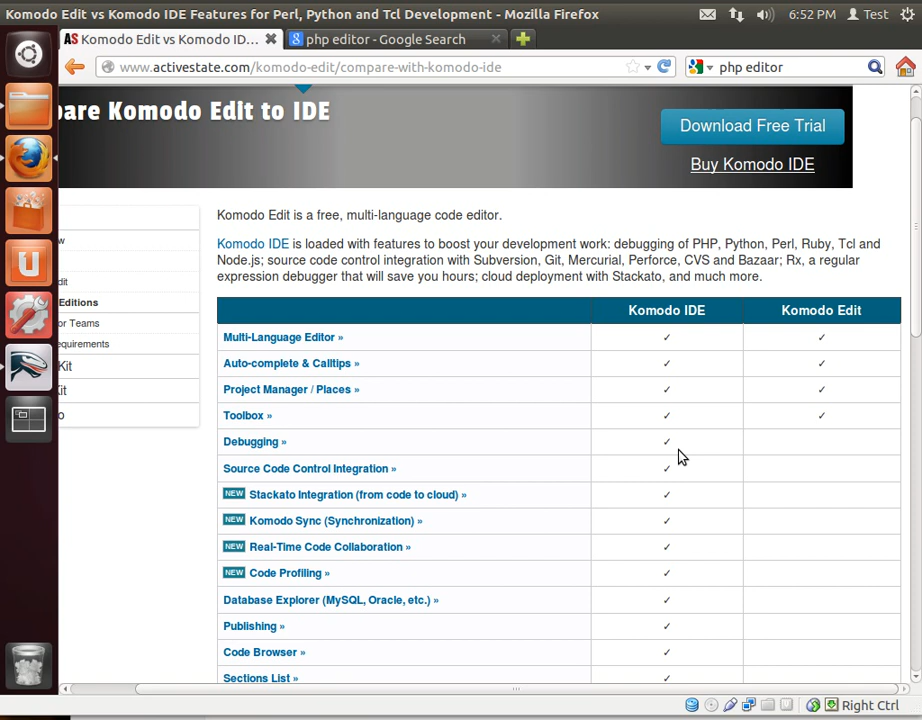 Komodo Edit vs Komodo IDE Features for Perl, Python and Tcl Development - Mozilla Firefox
6:52 PM
Test
AS Komodo Edit vs Komodo ID...
php editor - Google Search
www.activestate.com/komodo-edit/compare-with-komodo-ide
php editor
pare Komodo Edit to IDE
Download Free Trial
Buy Komodo IDE
w
dit
Editions
or Teams
equirements
Kit
it
o
Komodo Edit is a free, multi-language code editor.
Komodo IDE is loaded with features to boost your development work: debugging of PHP, Python, Perl, Ruby, Tcl and
Node.js; source code control integration with Subversion, Git, Mercurial, Perforce, CVS and Bazaar; Rx, a regular
expression debugger that will save you hours; cloud deployment with Stackato, and much more.
Komodo IDE Komodo Edit
Multi-Language Editor » ✓ ✓
Auto-complete & Calltips » ✓ ✓
Project Manager / Places » ✓ ✓
Toolbox » ✓ ✓
Debugging » ✓
Source Code Control Integration » ✓
NEW Stackato Integration (from code to cloud) » ✓
NEW Komodo Sync (Synchronization) » ✓
NEW Real-Time Code Collaboration » ✓
NEW Code Profiling » ✓
Database Explorer (MySQL, Oracle, etc.) » ✓
Publishing » ✓
Code Browser » ✓
Sections List » ✓
Right Ctrl